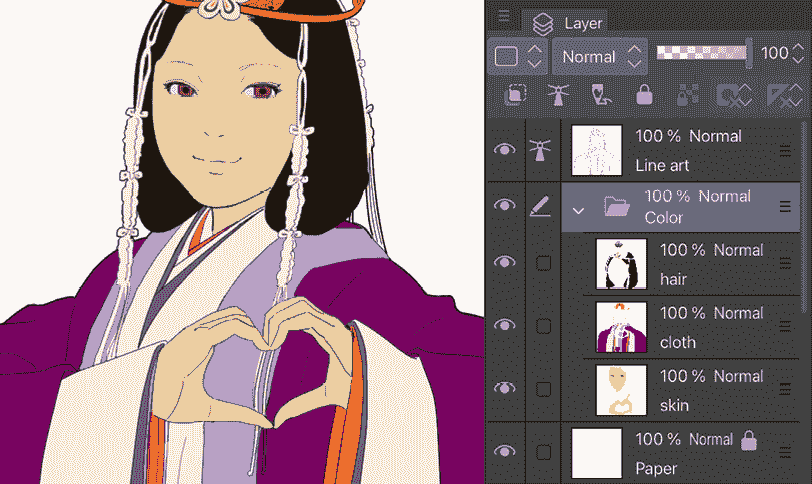 Layer
Normal
100
100 % Normal
Line art
100 % Normal
Color
100 % Normal
hair
100 % Normal
cloth
100 % Normal
skin
100 % Normal
Paper